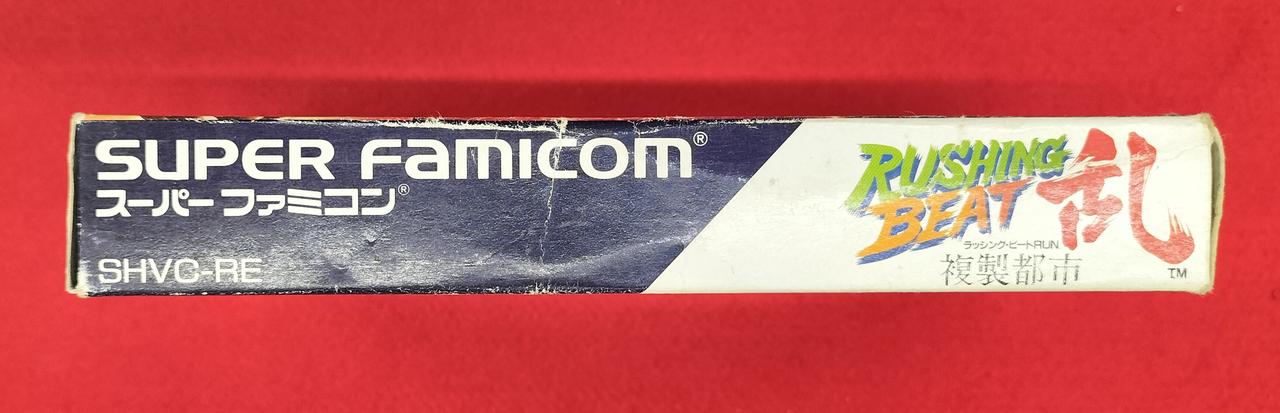 SUPER FAMICOM®
スーパーファミコン®
SHVC-RE
RUSHING
BEAT 乱
ラッシング・ビートRUN
複製都市
TM